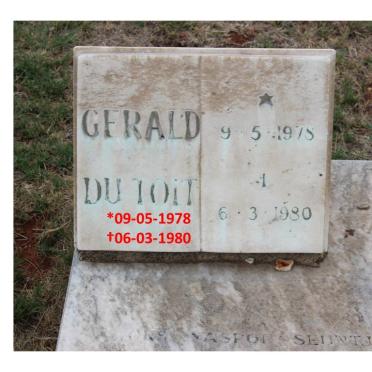 GERALD
DU TOIT
*09-05-1978
†06-03-1980
★
9 · 5 · 1978
†
6 · 3 · 1980